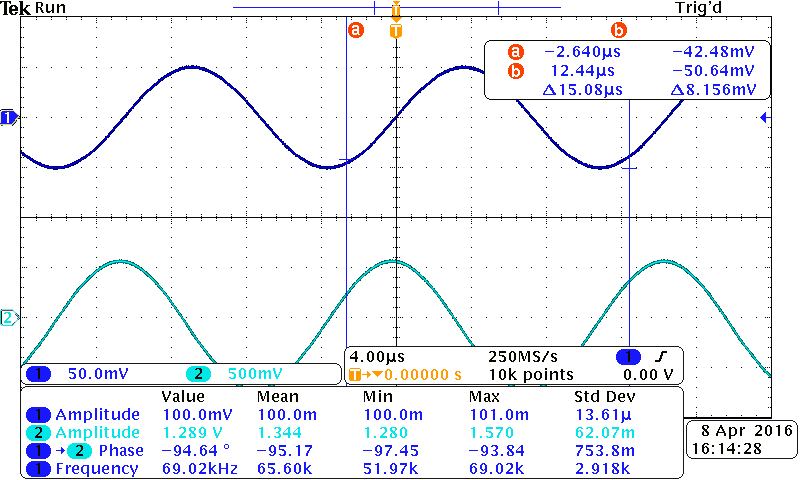 Tek Run Trig'd
a b
T
T
a −2.640µs −42.48mV
b 12.44µs −50.64mV
Δ15.08µs Δ8.156mV
1
2
1 50.0mV 2 500mV
4.00µs 250MS/s 1
T→▼0.00000 s 10k points 0.00 V
Value Mean Min Max Std Dev
1 Amplitude 100.0mV 100.0m 100.0m 101.0m 13.61µ
2 Amplitude 1.289 V 1.344 1.280 1.570 62.07m
1 → 2 Phase −94.64 ° −95.17 −97.45 −93.84 753.8m
1 Frequency 69.02kHz 65.60k 51.97k 69.02k 2.918k
8 Apr 2016
16:14:28